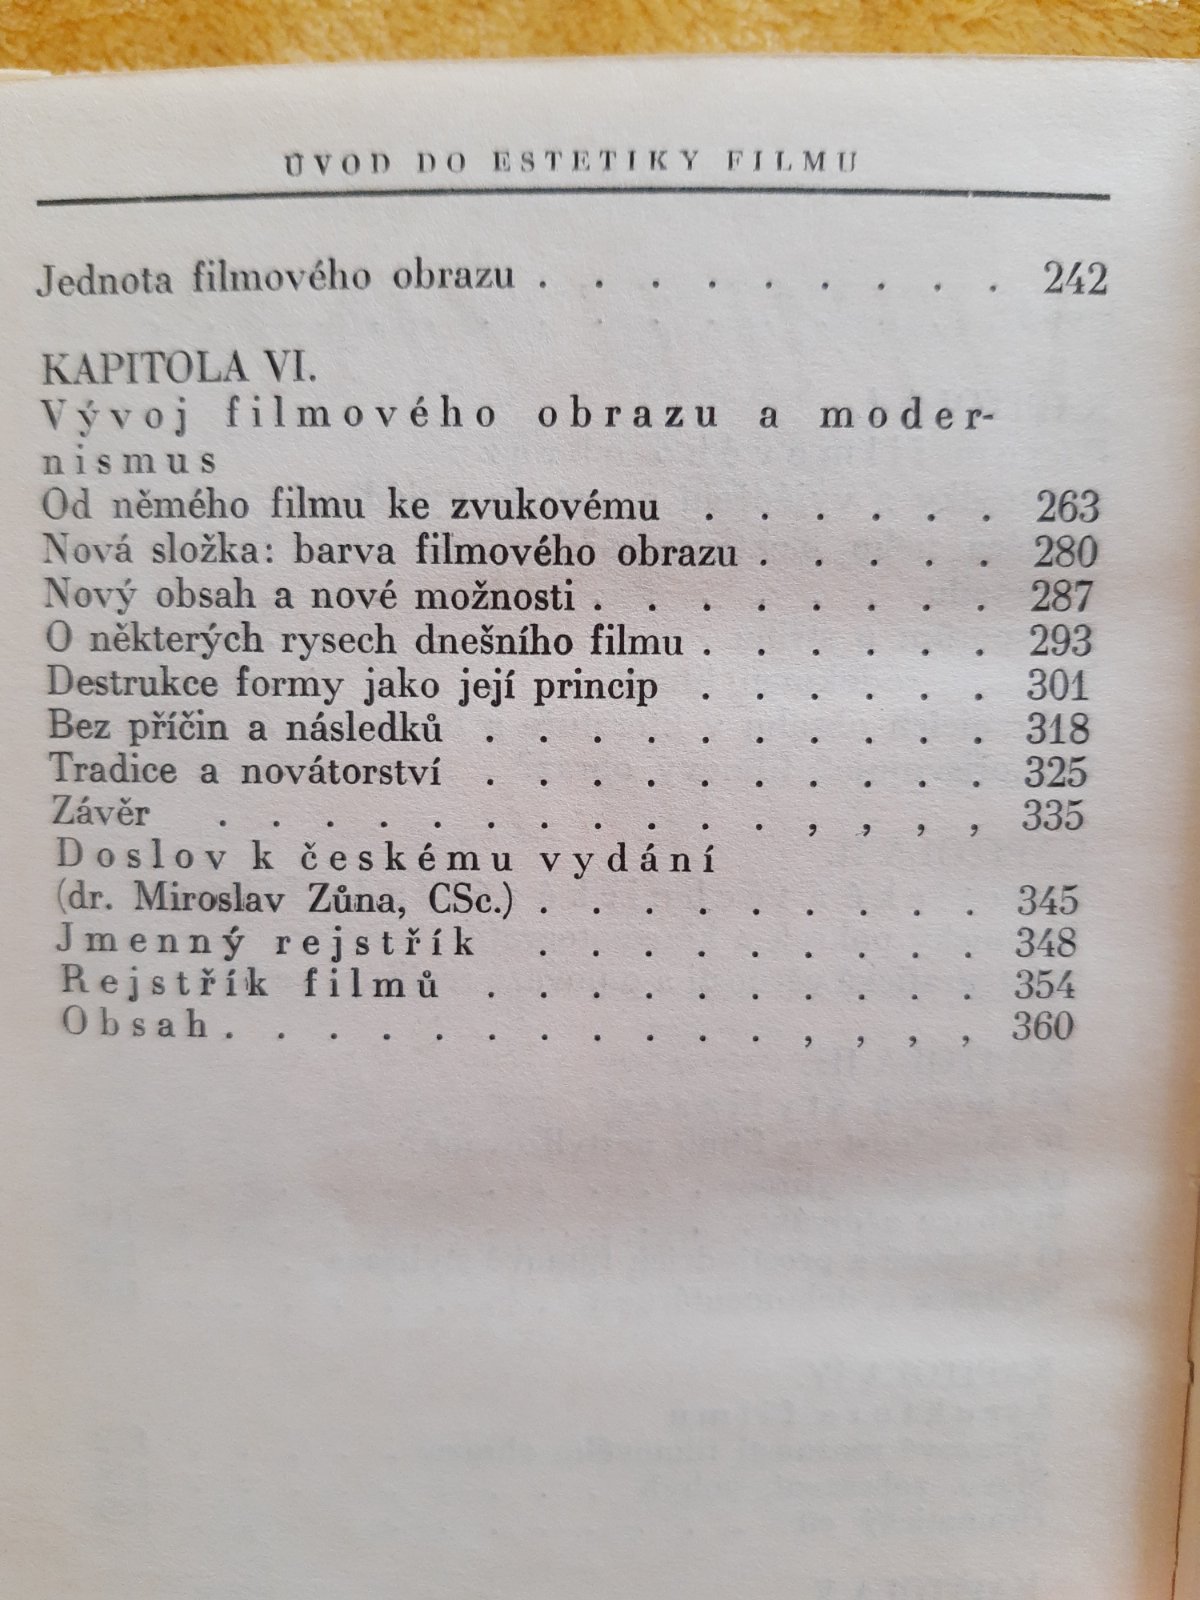 ÚVOD DO ESTETIKY FILMU
Jednota filmového obrazu . . . . . . . . . 242
KAPITOLA VI.
Vývoj filmového obrazu a moder-
nismus
Od němého filmu ke zvukovému . . . . . . 263
Nová složka: barva filmového obrazu . . . . . 280
Nový obsah a nové možnosti . . . . . . . . 287
O některých rysech dnešního filmu . . . . . . 293
Destrukce formy jako její princip . . . . . . 301
Bez příčin a následků . . . . . . . . . . 318
Tradice a novátorství . . . . . . . . . . 325
Závěr . . . . . . . . . . . , , , , 335
Doslov k českému vydání
(dr. Miroslav Zůna, CSc.) . . . . . . . . . 345
Jmenný rejstřík . . . . . . . . . 348
Rejstřík filmů . . . . . . . . . . 354
Obsah . . . . . . . . . . . , , , , 360